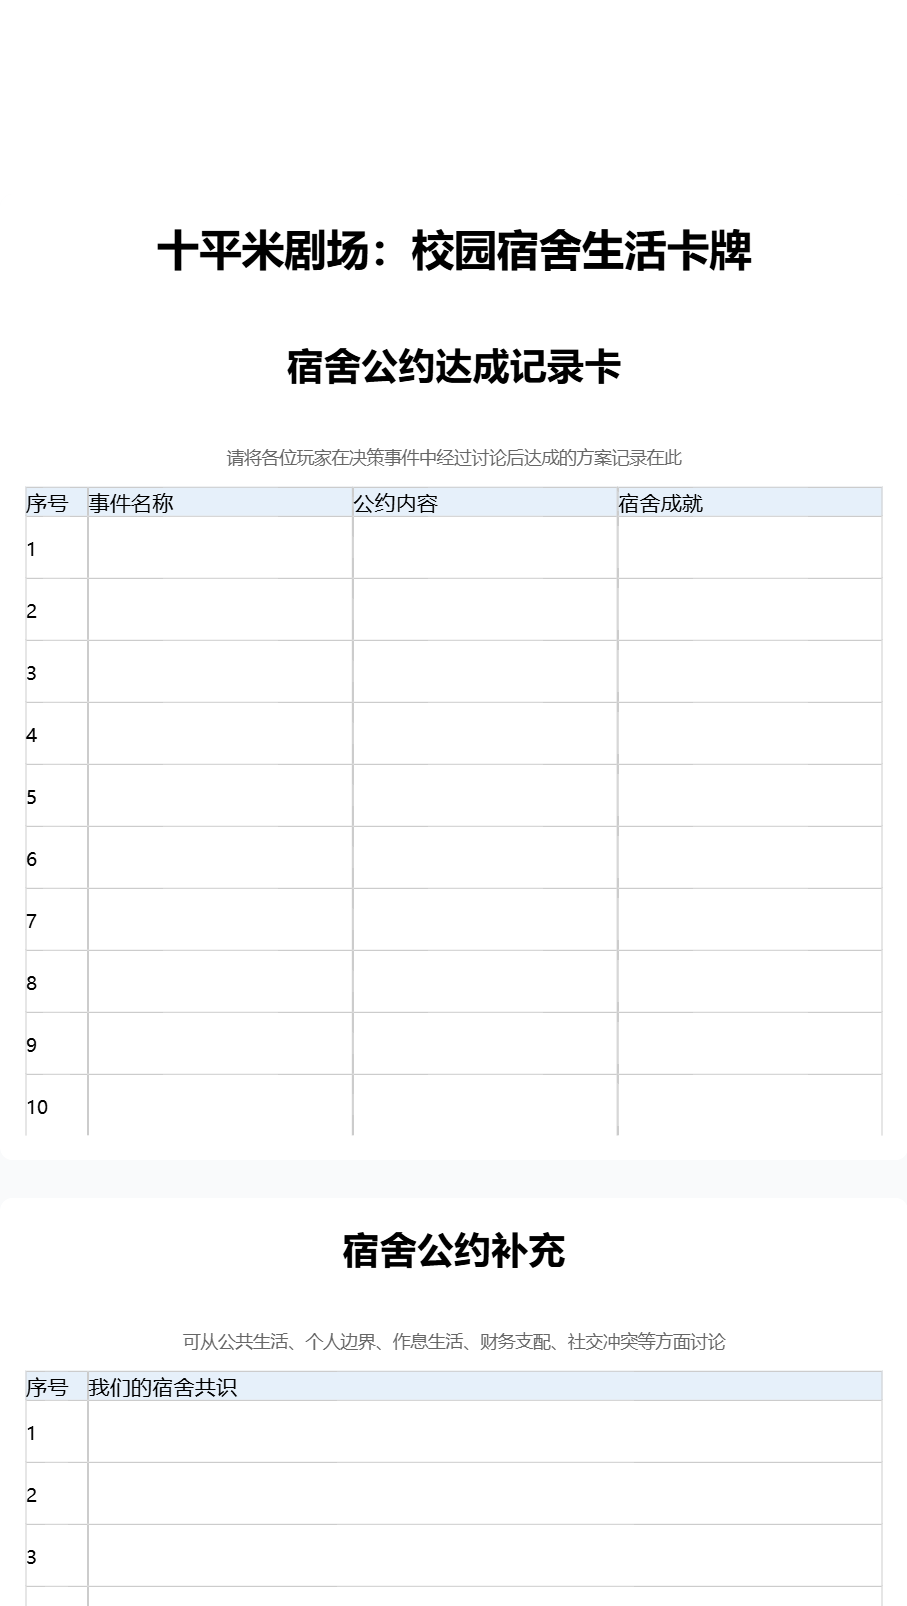 十平米剧场：校园宿舍生活卡牌
宿舍公约达成记录卡
请将各位玩家在决策事件中经过讨论后达成的方案记录在此
序号 事件名称 公约内容 宿舍成就
1
2
3
4
5
6
7
8
9
10
宿舍公约补充
可从公共生活、个人边界、作息生活、财务支配、社交冲突等方面讨论
序号 我们的宿舍共识
1
2
3